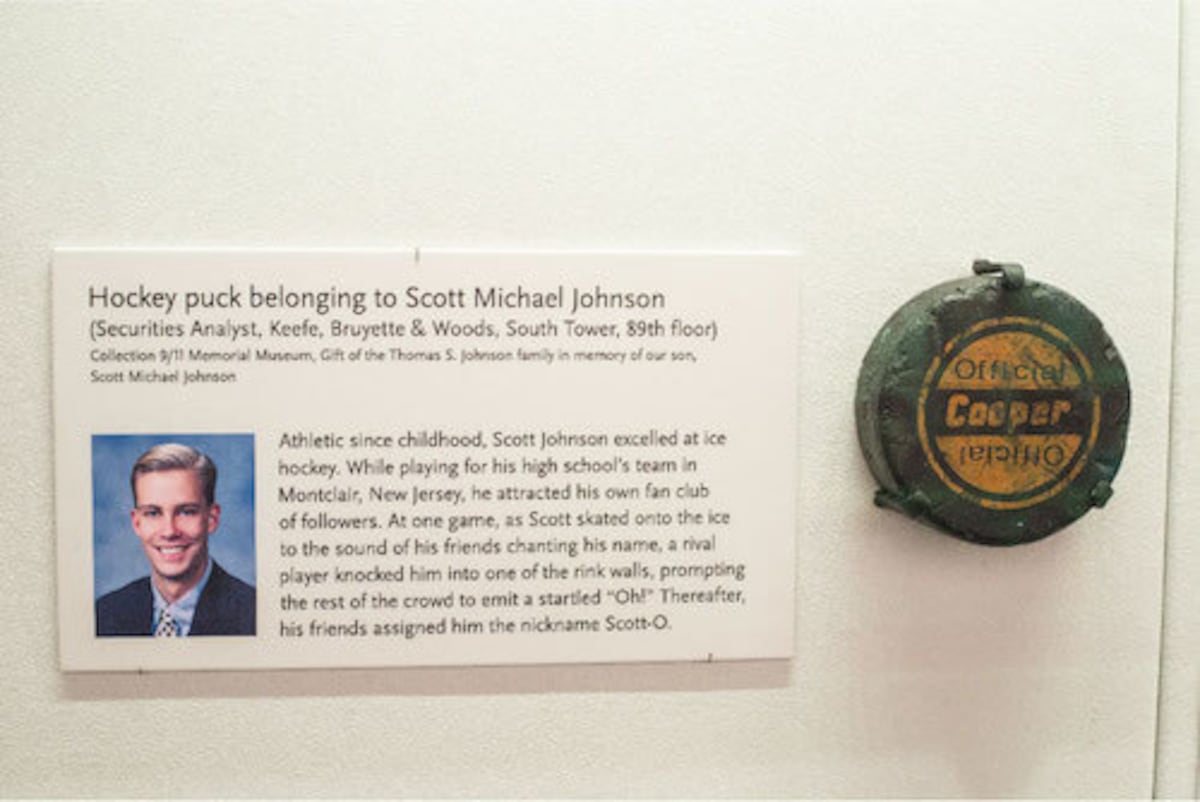 Hockey puck belonging to Scott Michael Johnson
(Securities Analyst, Keefe, Bruyette & Woods, South Tower, 89th floor)
Collection 9/11 Memorial Museum, Gift of the Thomas S. Johnson family in memory of our son,
Scott Michael Johnson
Athletic since childhood, Scott Johnson excelled at ice
hockey. While playing for his high school's team in
Montclair, New Jersey, he attracted his own fan club
of followers. At one game, as Scott skated onto the ice
to the sound of his friends chanting his name, a rival
player knocked him into one of the rink walls, prompting
the rest of the crowd to emit a startled "Oh!" Thereafter,
his friends assigned him the nickname Scott-O.
Official
Cooper
Official